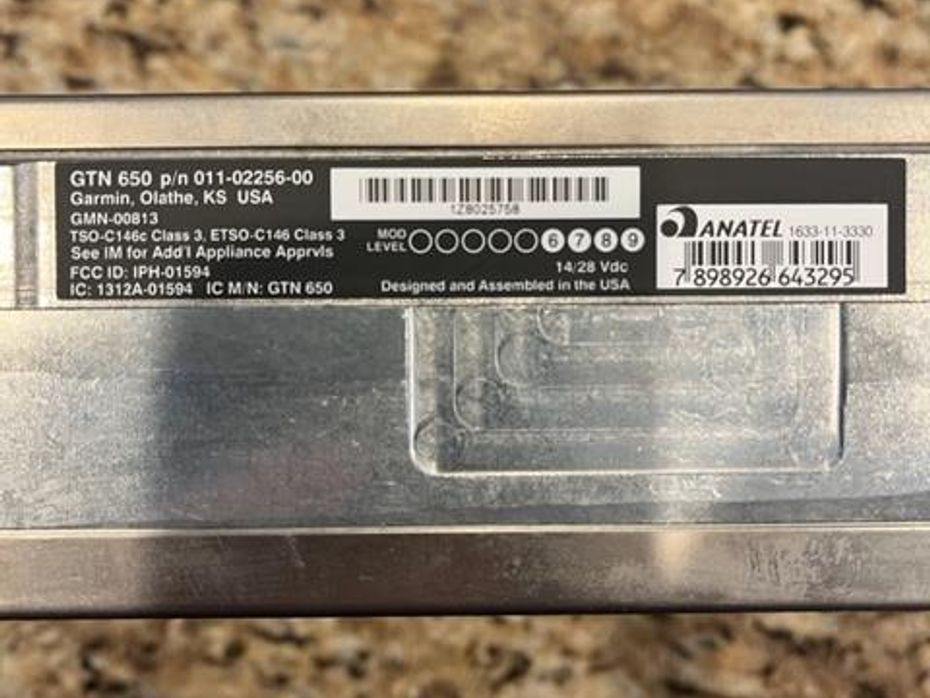 GTN 650 p/n 011-02256-00
Garmin, Olathe, KS USA
GMN-00813
TSO-C146c Class 3, ETSO-C146 Class 3
See IM for Add'l Appliance Apprvls
FCC ID: IPH-01594
IC: 1312A-01594 IC M/N: GTN 650
1Z8025758
MOD
LEVEL 6 7 8 9
14/28 Vdc
Designed and Assembled in the USA
ANATEL 1633-11-3330
7 898926 643295